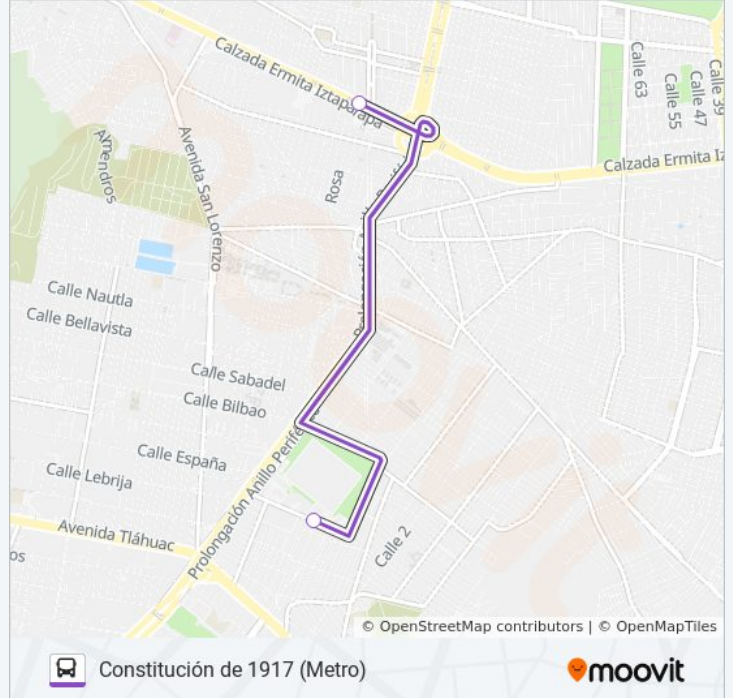 Calzada Ermita Iztapalapa
Calle 63
Calle 55
Calle 47
Calle 39
Calzada Ermita Iz
Avenida San Lorenzo
Rosa
Calle Nautla
Calle Bellavista
Calle Sabadel
Calle Bilbao
Calle España
Calle Lebrija
Prolongación Anillo Perifé
Avenida Tláhuac
Calle 2
os
© OpenStreetMap contributors | © OpenMapTiles
Constitución de 1917 (Metro)
moovit